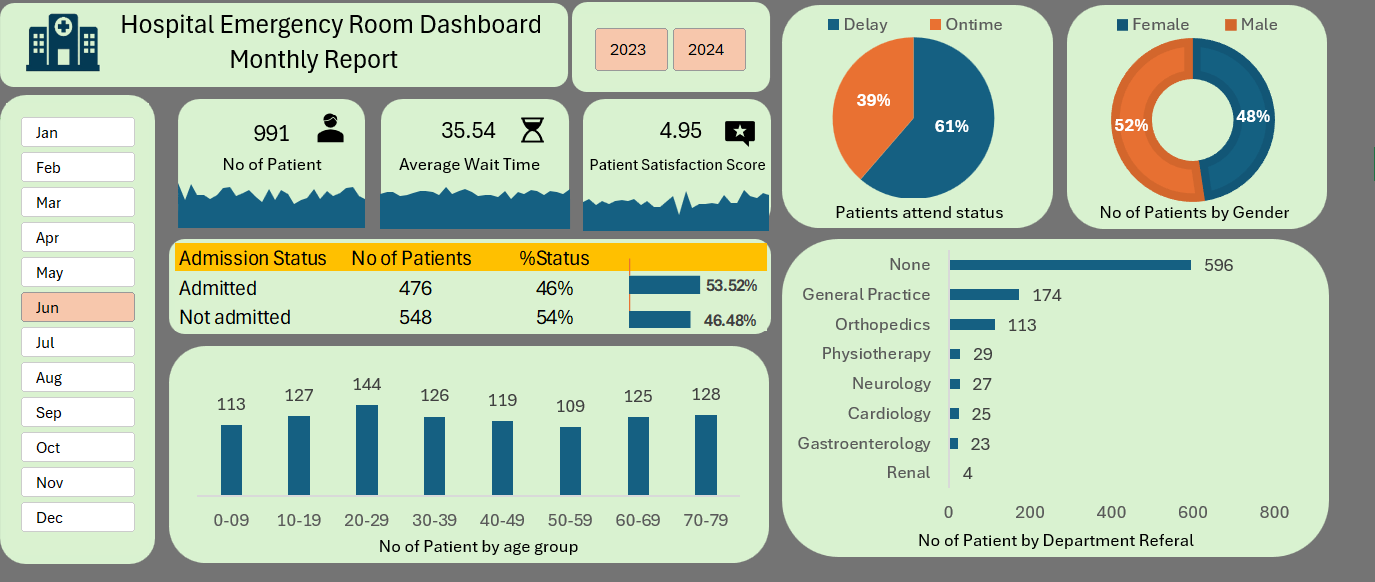 Hospital Emergency Room Dashboard
Monthly Report
2023 2024
Jan
Feb
Mar
Apr
May
Jun
Jul
Aug
Sep
Oct
Nov
Dec
991
No of Patient
35.54
Average Wait Time
4.95
Patient Satisfaction Score
Delay Ontime
39%
61%
Patients attend status
Female Male
52% 48%
No of Patients by Gender
Admission Status No of Patients %Status
Admitted 476 46% 53.52%
Not admitted 548 54% 46.48%
113 127 144 126 119 109 125 128
0-09 10-19 20-29 30-39 40-49 50-59 60-69 70-79
No of Patient by age group
None 596
General Practice 174
Orthopedics 113
Physiotherapy 29
Neurology 27
Cardiology 25
Gastroenterology 23
Renal 4
0 200 400 600 800
No of Patient by Department Referal